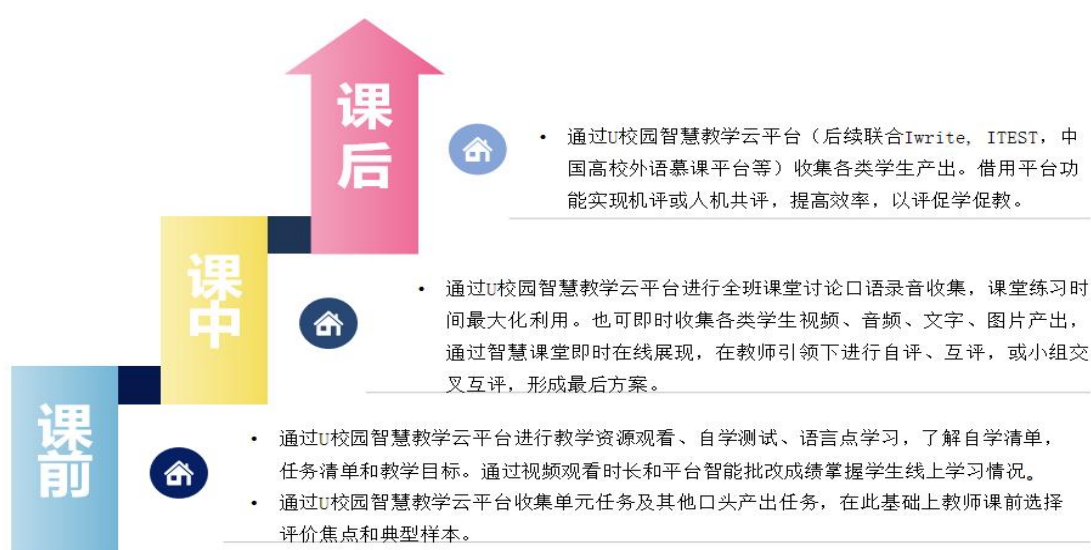 课后
• 通过U校园智慧教学云平台（后续联合Iwrite, ITEST，中
国高校外语慕课平台等）收集各类学生产出。借用平台功
能实现机评或人机共评，提高效率，以评促学促教。
课中
• 通过U校园智慧教学云平台进行全班课堂讨论口语录音收集，课堂练习时
间最大化利用。也可即时收集各类学生视频、音频、文字、图片产出，
通过智慧课堂即时在线展现，在教师引领下进行自评、互评，或小组交
叉互评，形成最后方案。
课前
• 通过U校园智慧教学云平台进行教学资源观看、自学测试、语言点学习，了解自学清单，
任务清单和教学目标。通过视频观看时长和平台智能批改成绩掌握学生线上学习情况。
• 通过U校园智慧教学云平台收集单元任务及其他口头产出任务，在此基础上教师课前选择
评价焦点和典型样本。